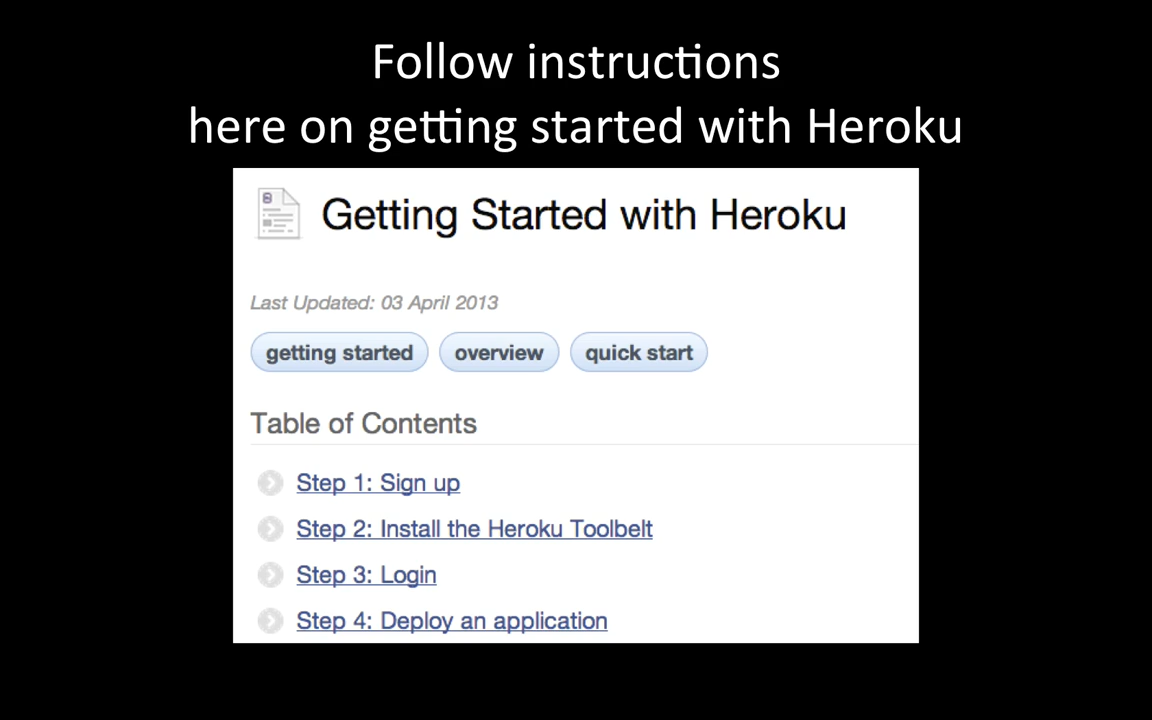 Follow instructions
here on getting started with Heroku
Getting Started with Heroku
Last Updated: 03 April 2013
getting started overview quick start
Table of Contents
Step 1: Sign up
Step 2: Install the Heroku Toolbelt
Step 3: Login
Step 4: Deploy an application